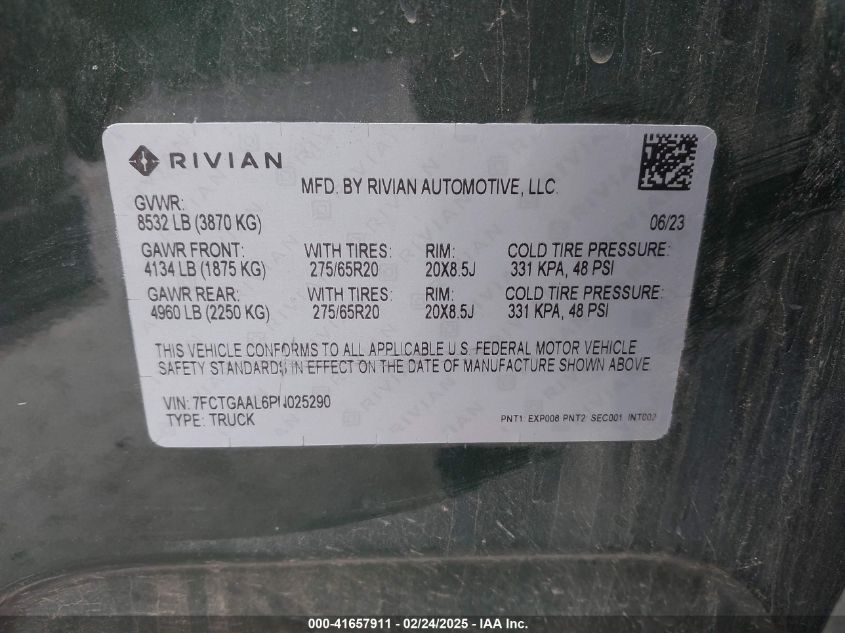 RIVIAN
MFD. BY RIVIAN AUTOMOTIVE, LLC.
GVWR:
8532 LB (3870 KG)
06/23
GAWR FRONT: WITH TIRES: RIM: COLD TIRE PRESSURE:
4134 LB (1875 KG) 275/65R20 20X8.5J 331 KPA, 48 PSI
GAWR REAR: WITH TIRES: RIM: COLD TIRE PRESSURE:
4960 LB (2250 KG) 275/65R20 20X8.5J 331 KPA, 48 PSI
THIS VEHICLE CONFORMS TO ALL APPLICABLE U.S. FEDERAL MOTOR VEHICLE
SAFETY STANDARDS IN EFFECT ON THE DATE OF MANUFACTURE SHOWN ABOVE.
VIN: 7FCTGAAL6PN025290
TYPE: TRUCK
PNT1: EXP008 PNT2: SEC001 INT002
000-41657911 - 02/24/2025 - IAA Inc.